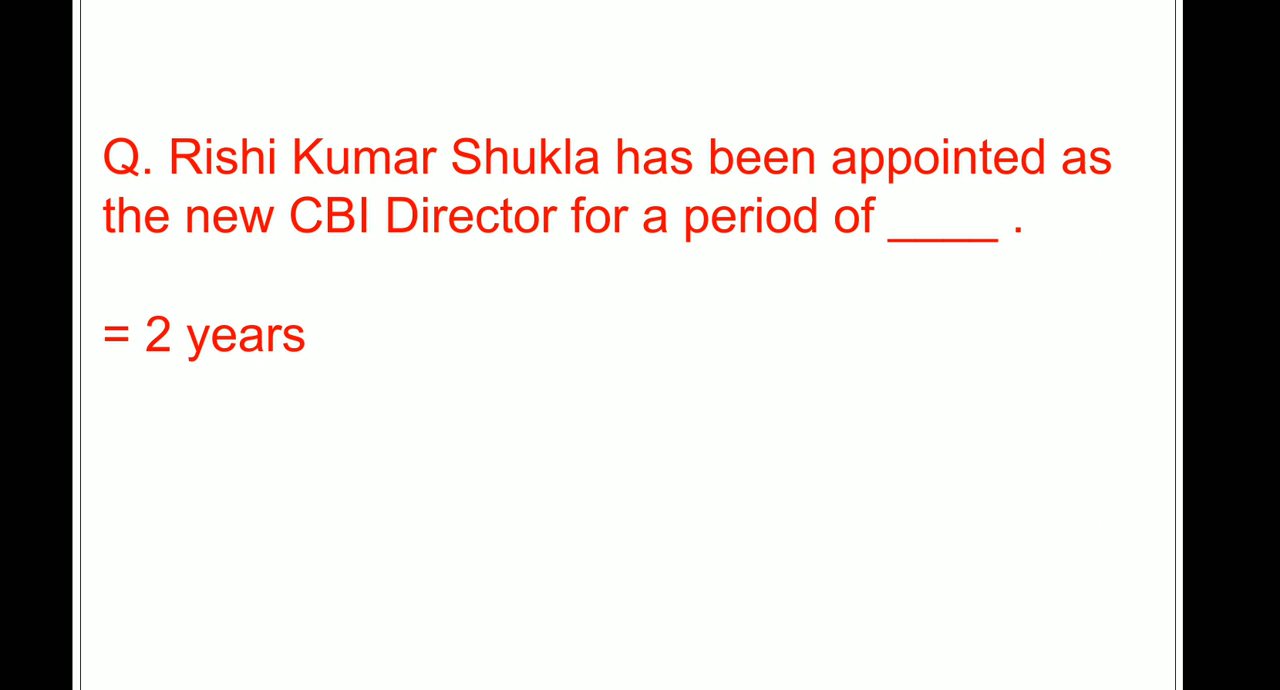 Q. Rishi Kumar Shukla has been appointed as
the new CBI Director for a period of ____ .
= 2 years